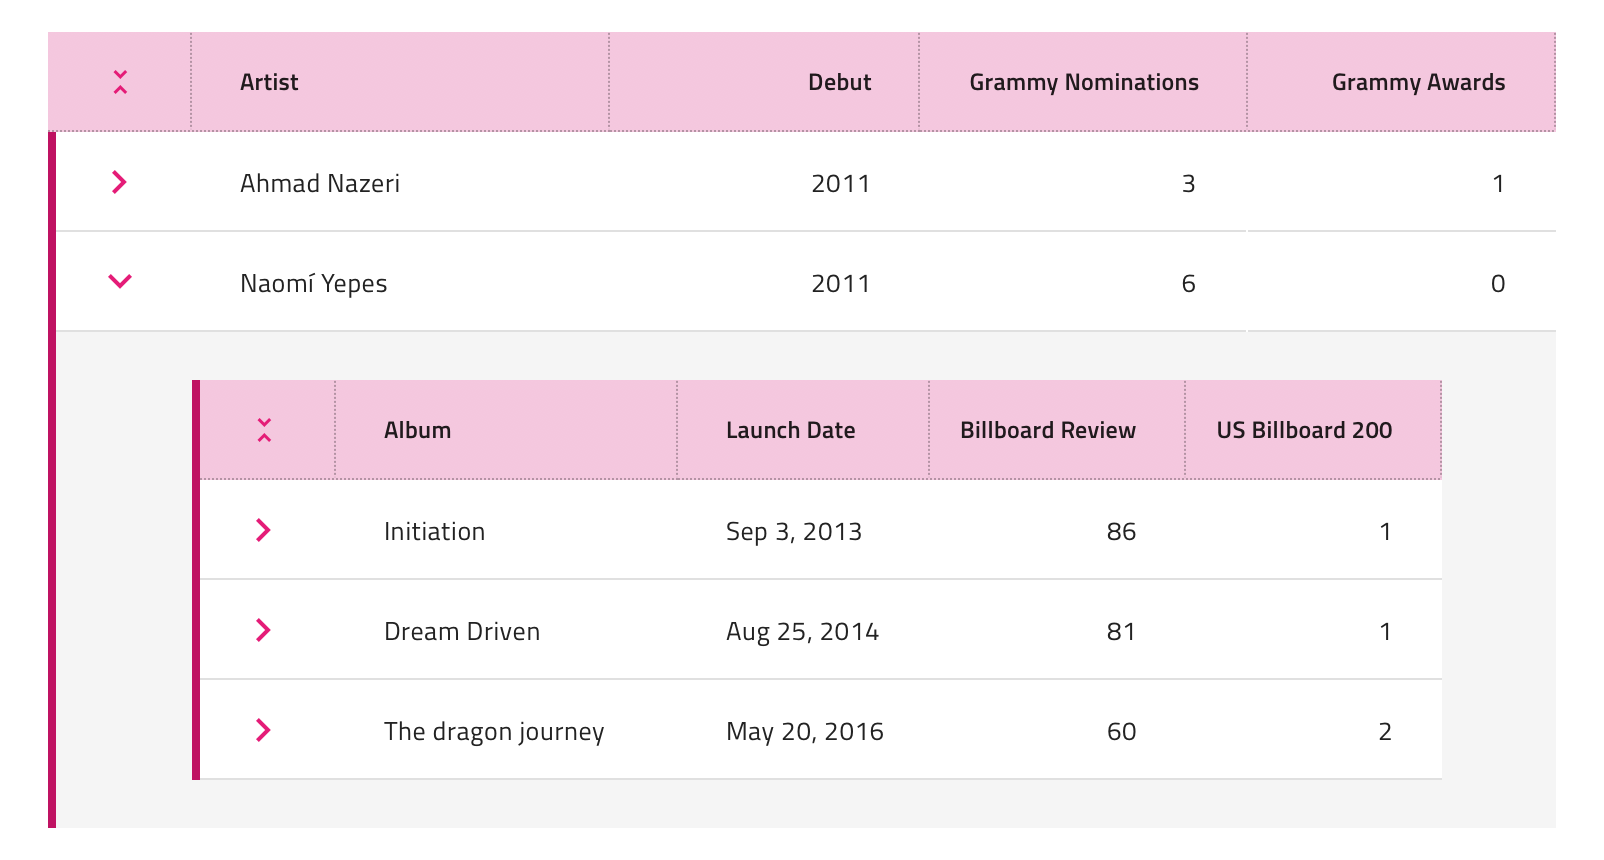 Artist Debut Grammy Nominations Grammy Awards
Ahmad Nazeri 2011 3 1
Naomí Yepes 2011 6 0
Album Launch Date Billboard Review US Billboard 200
Initiation Sep 3, 2013 86 1
Dream Driven Aug 25, 2014 81 1
The dragon journey May 20, 2016 60 2